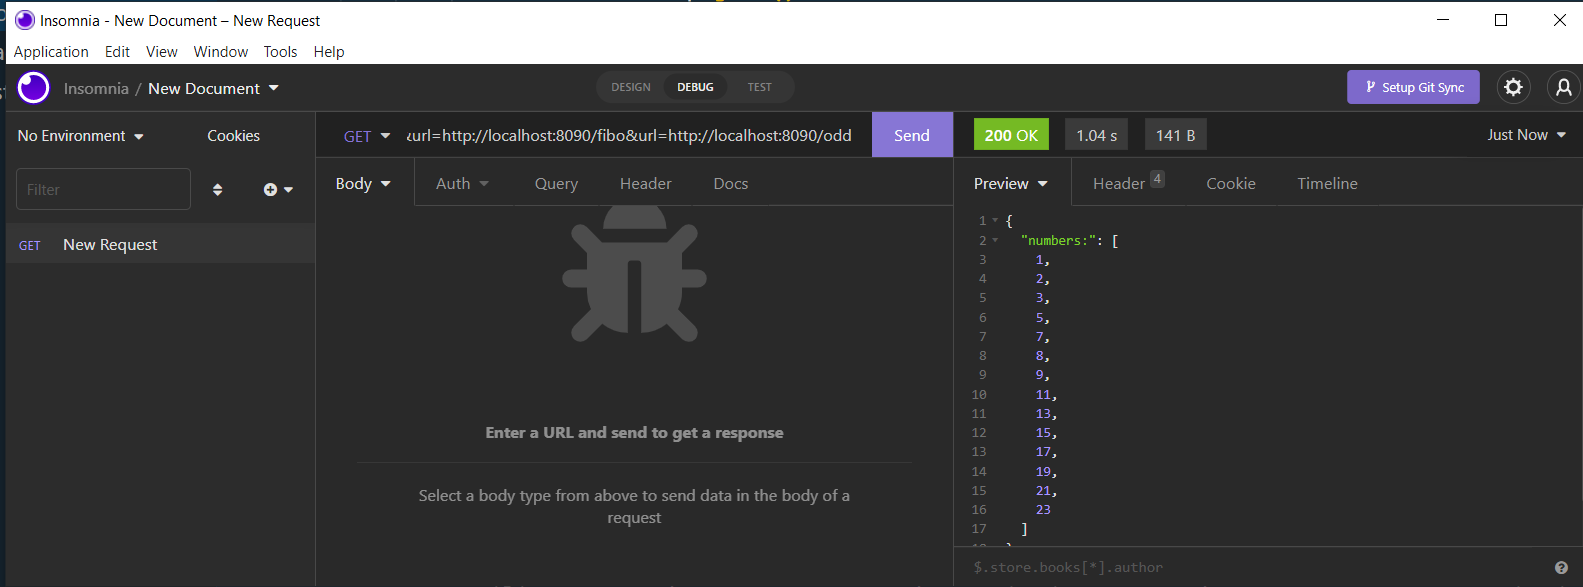 Insomnia - New Document – New Request
Application Edit View Window Tools Help
Insomnia / New Document
DESIGN DEBUG TEST
Setup Git Sync
No Environment Cookies
GET url=http://localhost:8090/fibo&url=http://localhost:8090/odd Send
200 OK 1.04 s 141 B Just Now
Filter
Body Auth Query Header Docs
Preview Header 4 Cookie Timeline
GET New Request
Enter a URL and send to get a response
Select a body type from above to send data in the body of a
request
1 {
2 "numbers:": [
3 1,
4 2,
5 3,
6 5,
7 7,
8 8,
9 9,
10 11,
11 13,
12 15,
13 17,
14 19,
15 21,
16 23
17 ]
$.store.books[*].author